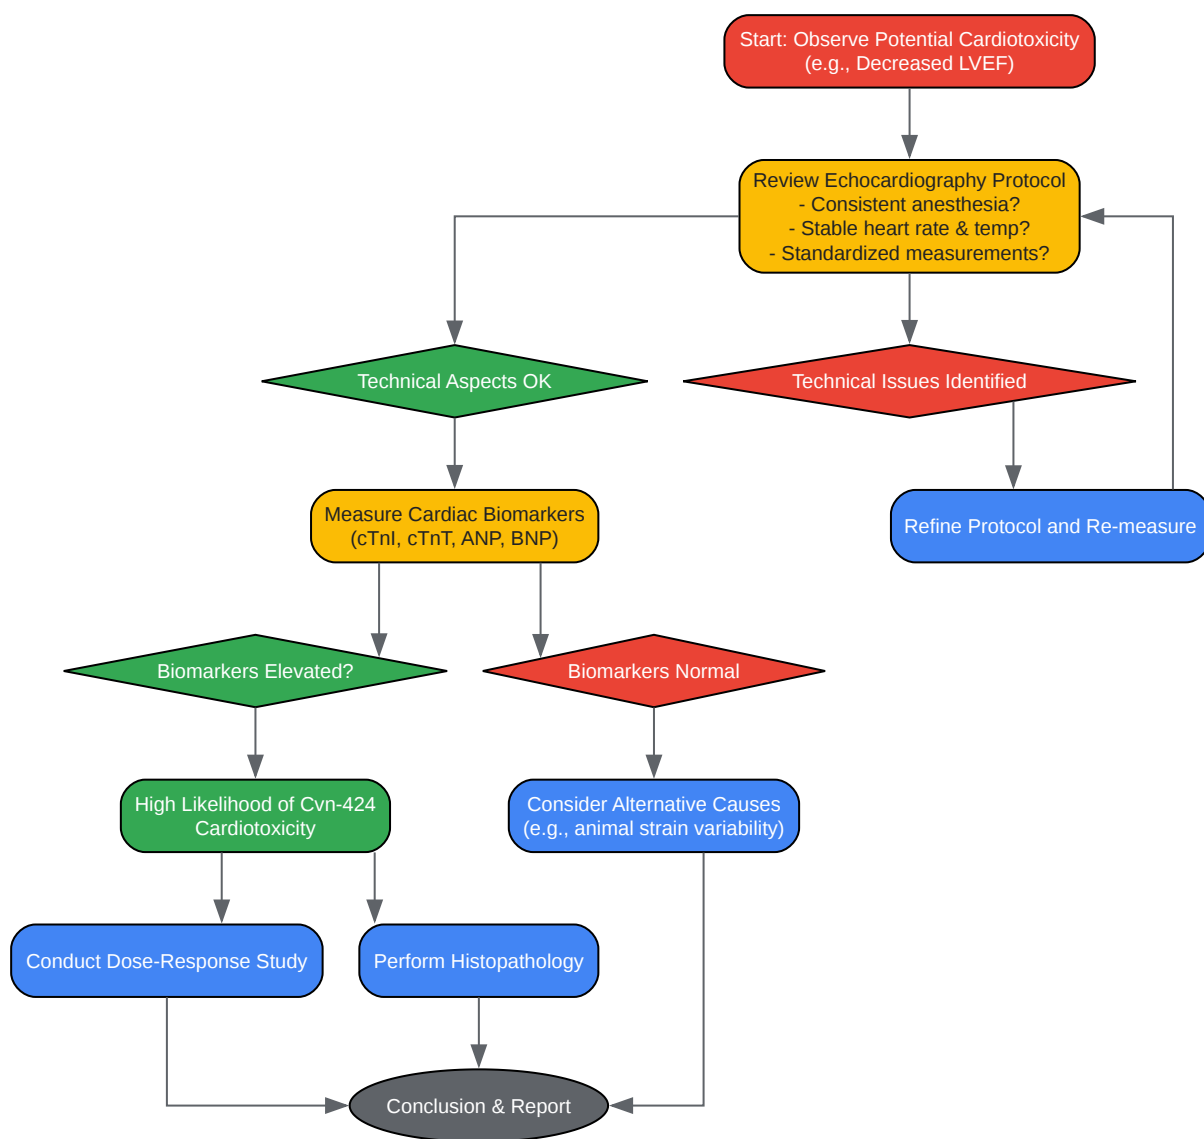 Start: Observe Potential Cardiotoxicity
(e.g., Decreased LVEF)
Review Echocardiography Protocol
- Consistent anesthesia?
- Stable heart rate & temp?
- Standardized measurements?
Technical Aspects OK
Technical Issues Identified
Measure Cardiac Biomarkers
(cTnI, cTnT, ANP, BNP)
Refine Protocol and Re-measure
Biomarkers Elevated?
Biomarkers Normal
High Likelihood of Cvn-424
Cardiotoxicity
Consider Alternative Causes
(e.g., animal strain variability)
Conduct Dose-Response Study
Perform Histopathology
Conclusion & Report